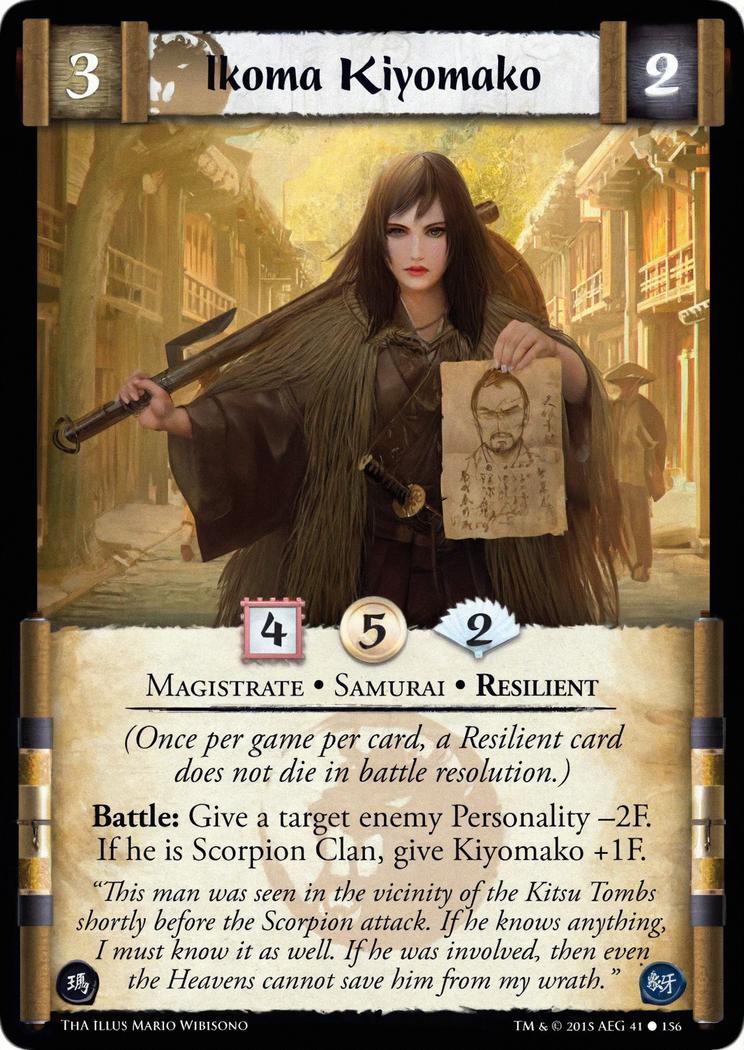 3
Ikoma Kiyomako
2
4
5
2
Magistrate • Samurai • Resilient
(Once per game per card, a Resilient card
does not die in battle resolution.)
Battle: Give a target enemy Personality –2F.
If he is Scorpion Clan, give Kiyomako +1F.
“This man was seen in the vicinity of the Kitsu Tombs
shortly before the Scorpion attack. If he knows anything,
I must know it as well. If he was involved, then even
the Heavens cannot save him from my wrath.”
象牙
ThA Illus Mario Wibisono
TM & © 2015 AEG 41 ● 156